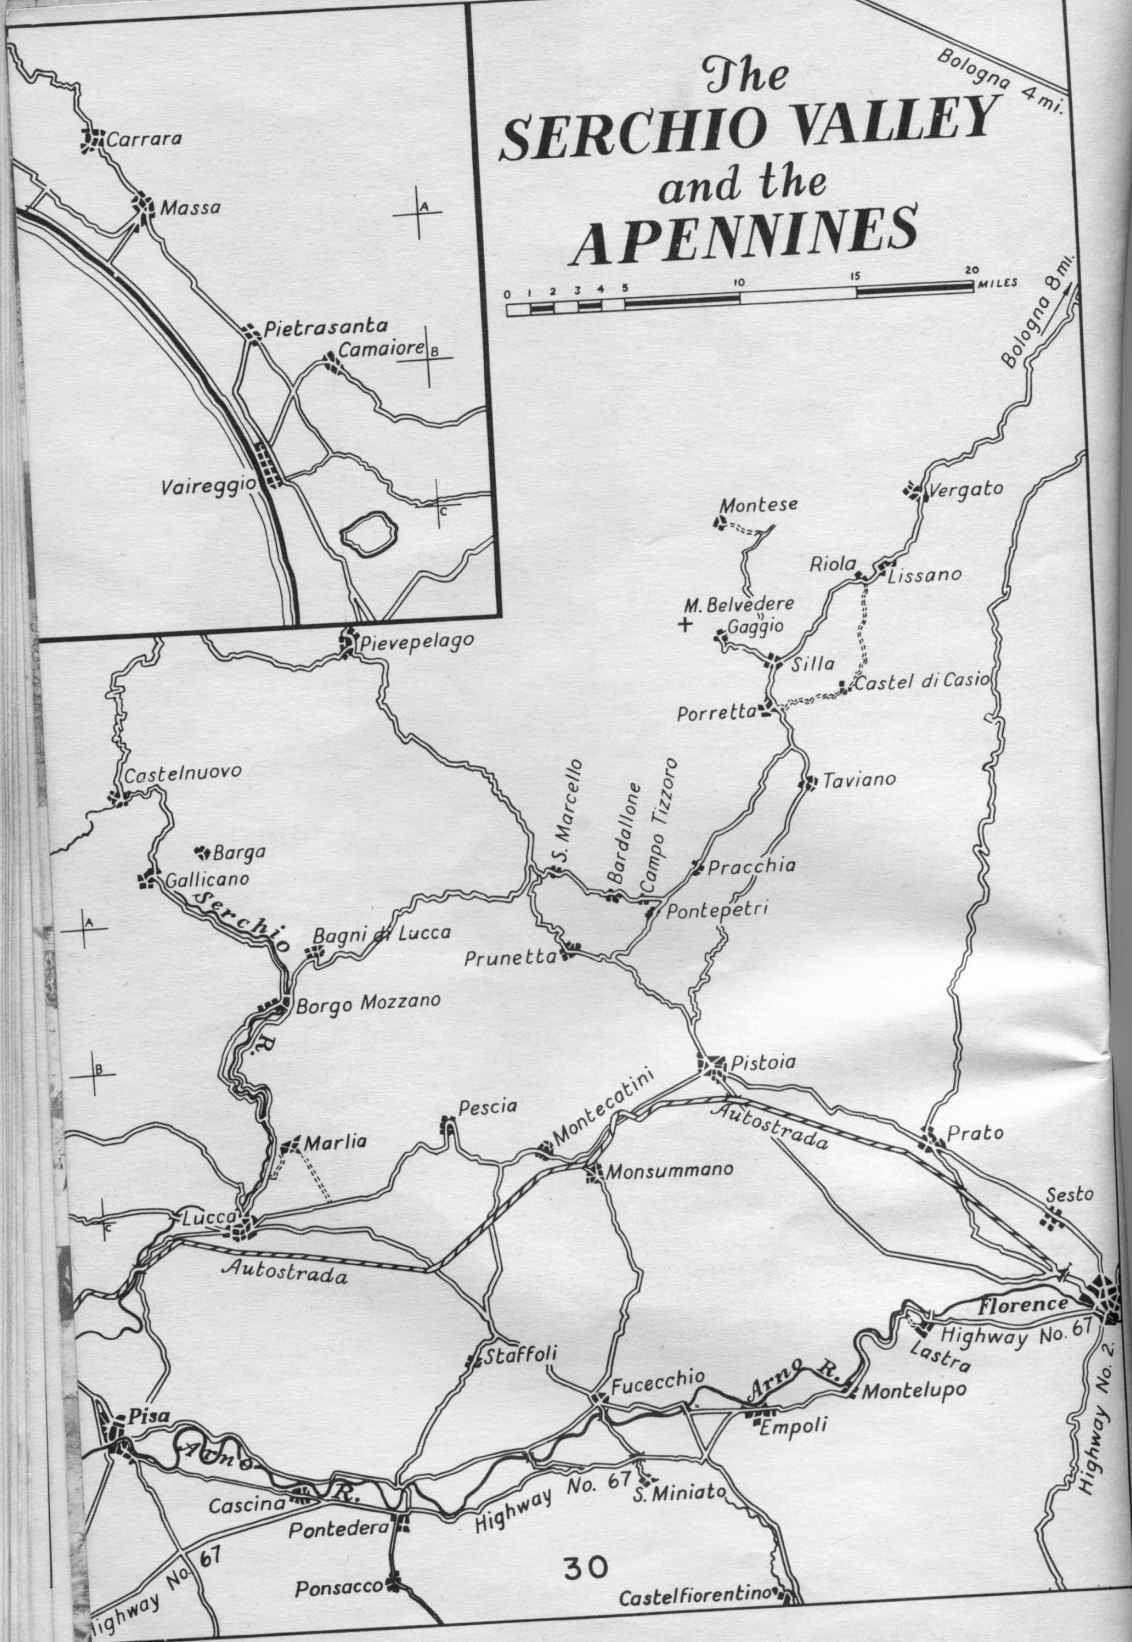 The
SERCHIO VALLEY
and the
APENNINES
0 1 2 3 4 5 10 15 20 MILES
Bologna 4 mi.
Bologna 8 mi.
Carrara
Massa
A
Pietrasanta
Camaiore
B
Vaireggio
C
Vergato
Montese
Riola
Lissano
M. Belvedere
Gaggio
Pievepelago
Silla
Castel di Casio
Porretta
Castelnuovo
Taviano
S. Marcello
Bardallone
Campo Tizzoro
Barga
Gallicano
Pracchia
Serchio
R.
Pontepetri
A
Bagni di Lucca
Prunetta
Borgo Mozzano
B
Pistoia
Pescia
Montecatini
Autostrada
Prato
Marlia
Monsummano
Sesto
C
Lucca
Autostrada
Florence
Highway No. 67
Lastra
Staffoli
Fucecchio
Arno R.
Montelupo
Highway No. 2.
Pisa
Empoli
Arno
R.
Cascina
Highway No. 67
S. Miniato
Pontedera
Highway No. 67
30
Ponsacco
Castelfiorentino